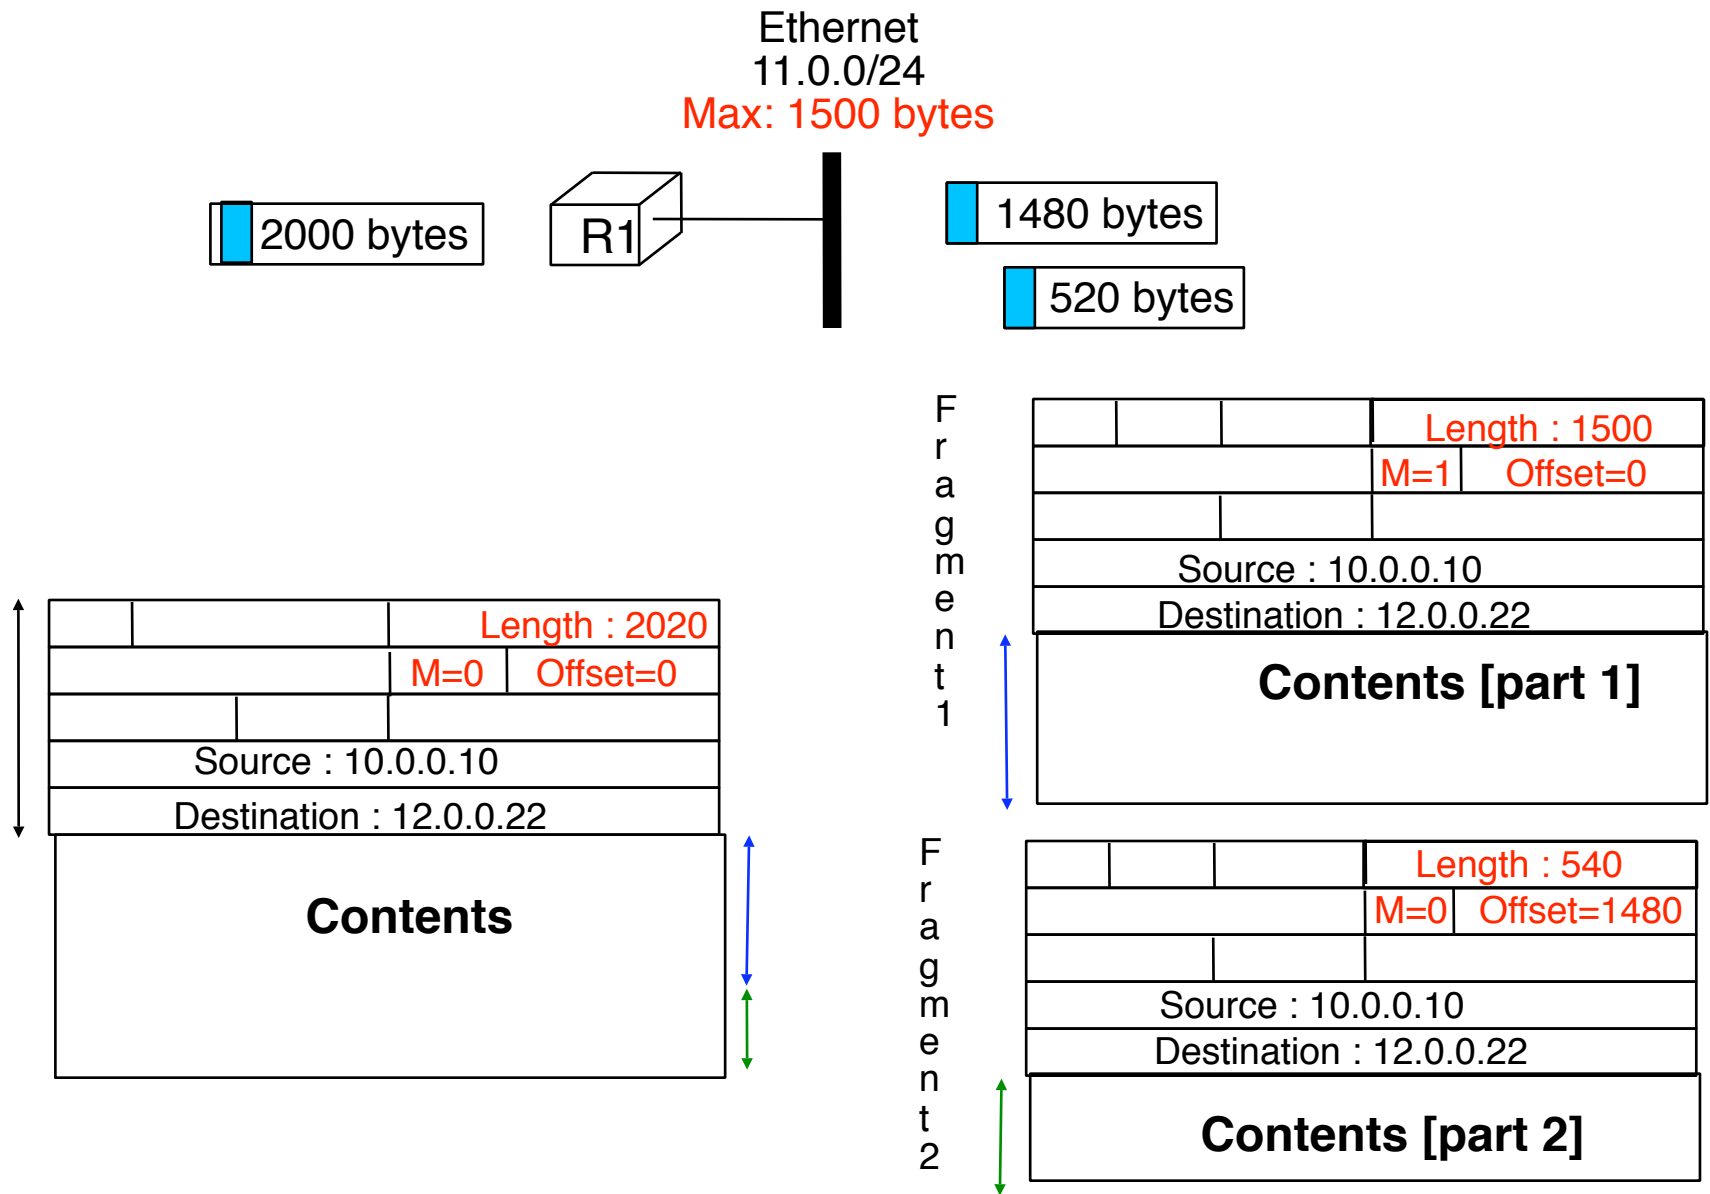 Ethernet
11.0.0/24
Max: 1500 bytes
2000 bytes
R1
1480 bytes
520 bytes
Length : 2020
M=0 Offset=0
Source : 10.0.0.10
Destination : 12.0.0.22
Contents
Fragment1
Length : 1500
M=1 Offset=0
Source : 10.0.0.10
Destination : 12.0.0.22
Contents [part 1]
Fragment2
Length : 540
M=0 Offset=1480
Source : 10.0.0.10
Destination : 12.0.0.22
Contents [part 2]